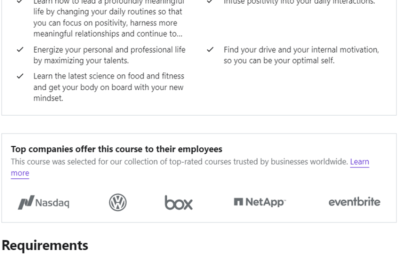 Learn how to lead a profoundly meaningful
life by changing your daily routines so that
you can focus on positivity, harness more
meaningful relationships and continue to...
Infuse positivity into your daily interactions.
Energize your personal and professional life
by maximizing your talents.
Find your drive and your internal motivation,
so you can be your optimal self.
Learn the latest science on food and fitness
and get your body on board with your new
mindset.
Top companies offer this course to their employees
This course was selected for our collection of top-rated courses trusted by businesses worldwide. Learn
more
Nasdaq
box
NetApp
eventbrite
Requirements